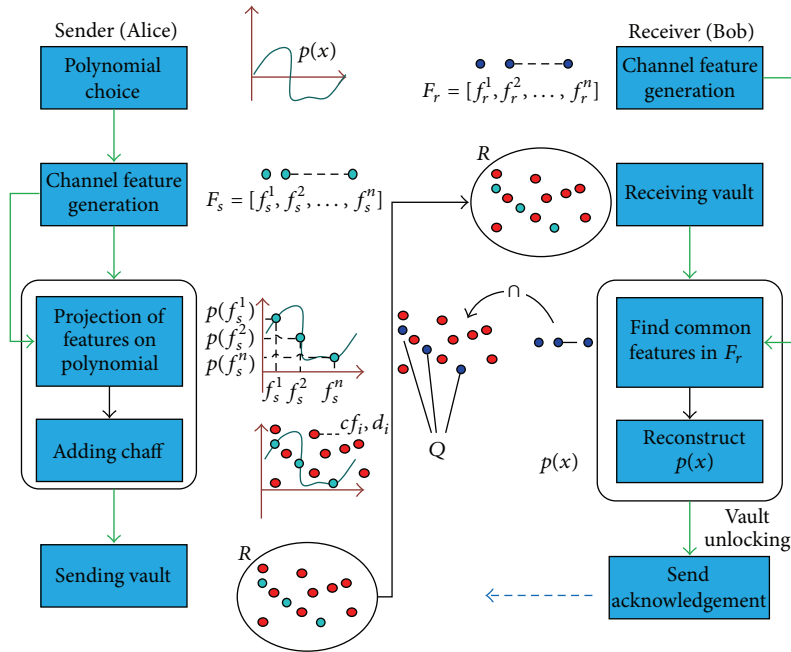 Sender (Alice)
Polynomial
choice
Channel feature
generation
Projection of
features on
polynomial
Adding chaff
Sending vault
p(x)
F_s = [f_s^1, f_s^2, ..., f_s^n]
p(f_s^1)
p(f_s^2)
p(f_s^n)
f_s^1 f_s^2 f_s^n
cf_i, d_i
R
Receiver (Bob)
F_r = [f_r^1, f_r^2, ..., f_r^n]
Channel feature
generation
R
Receiving vault
∩
Find common
features in F_r
Q
Reconstruct
p(x)
p(x)
Vault
unlocking
Send
acknowledgement